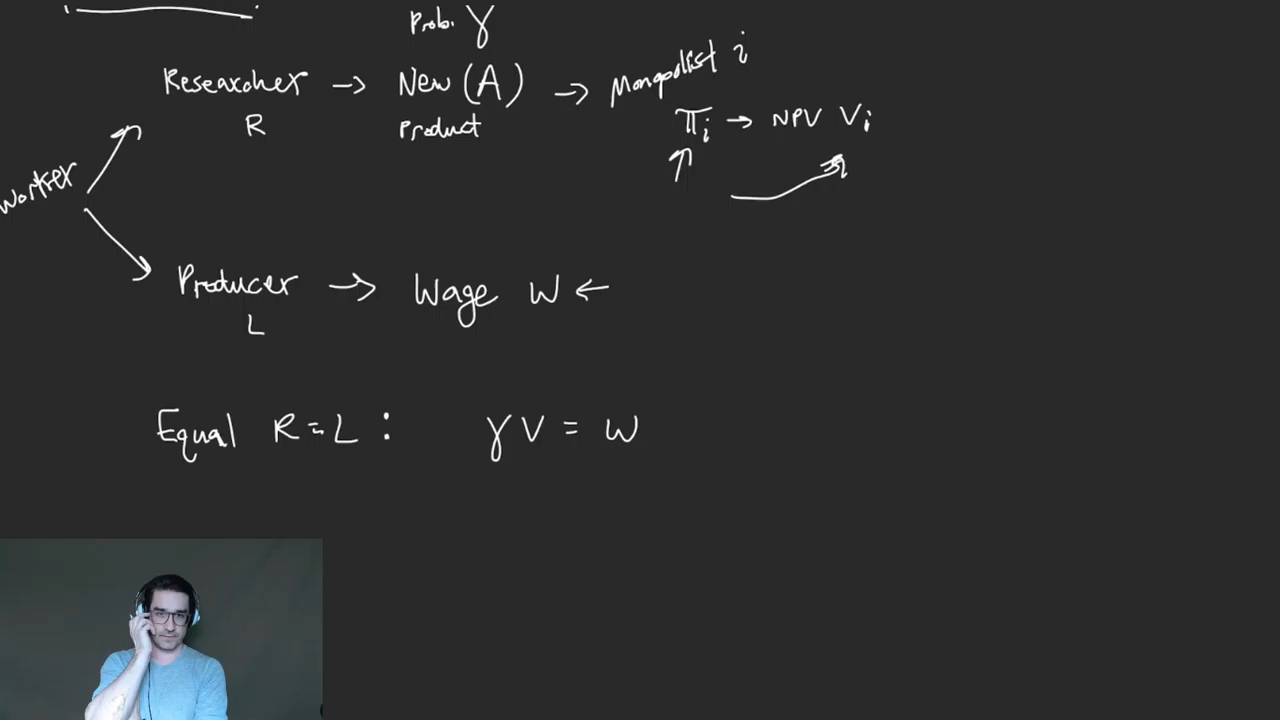 Prob. γ
Researcher → New (A) → Monopolist i
R
Product
πᵢ → NPV Vᵢ
↑
Worker
Producer → Wage W ←
L
Equal R = L : γV = W